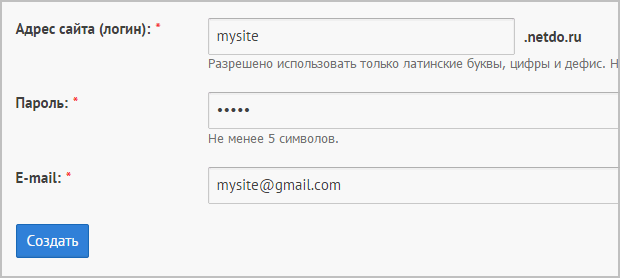 Адрес сайта (логин): * mysite .netdo.ru
Разрешено использовать только латинские буквы, цифры и дефис.
Пароль: * •••••
Не менее 5 символов.
E-mail: * mysite@gmail.com
Создать